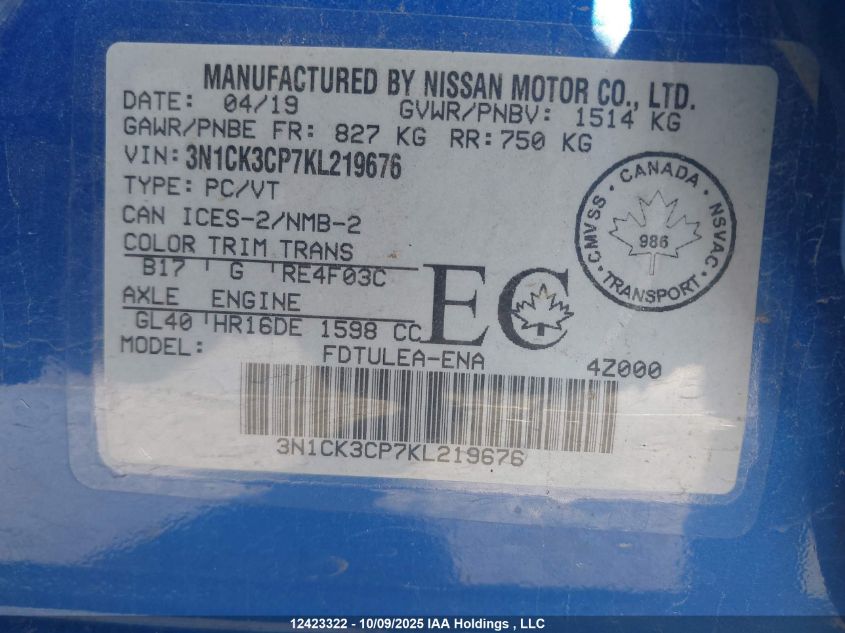 MANUFACTURED BY NISSAN MOTOR CO., LTD.
DATE: 04/19 GVWR/PNBV: 1514 KG
GAWR/PNBE FR: 827 KG RR: 750 KG
VIN: 3N1CK3CP7KL219676
TYPE: PC/VT
CAN ICES-2/NMB-2
COLOR TRIM TRANS
B17 G RE4F03C
AXLE ENGINE
GL40 HR16DE 1598 CC
MODEL: FDTULEA-ENA 4Z000
EC
CMVSS · CANADA · NSVAC · TRANSPORT ·
986
3N1CK3CP7KL219676
12423322 - 10/09/2025 IAA Holdings , LLC